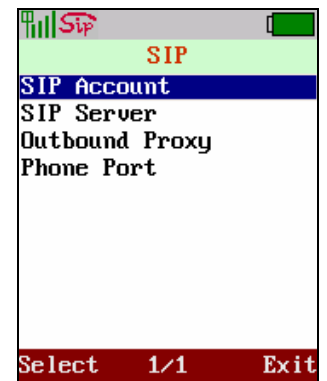 Sip
SIP
SIP Account
SIP Server
Outbound Proxy
Phone Port
Select 1/1 Exit